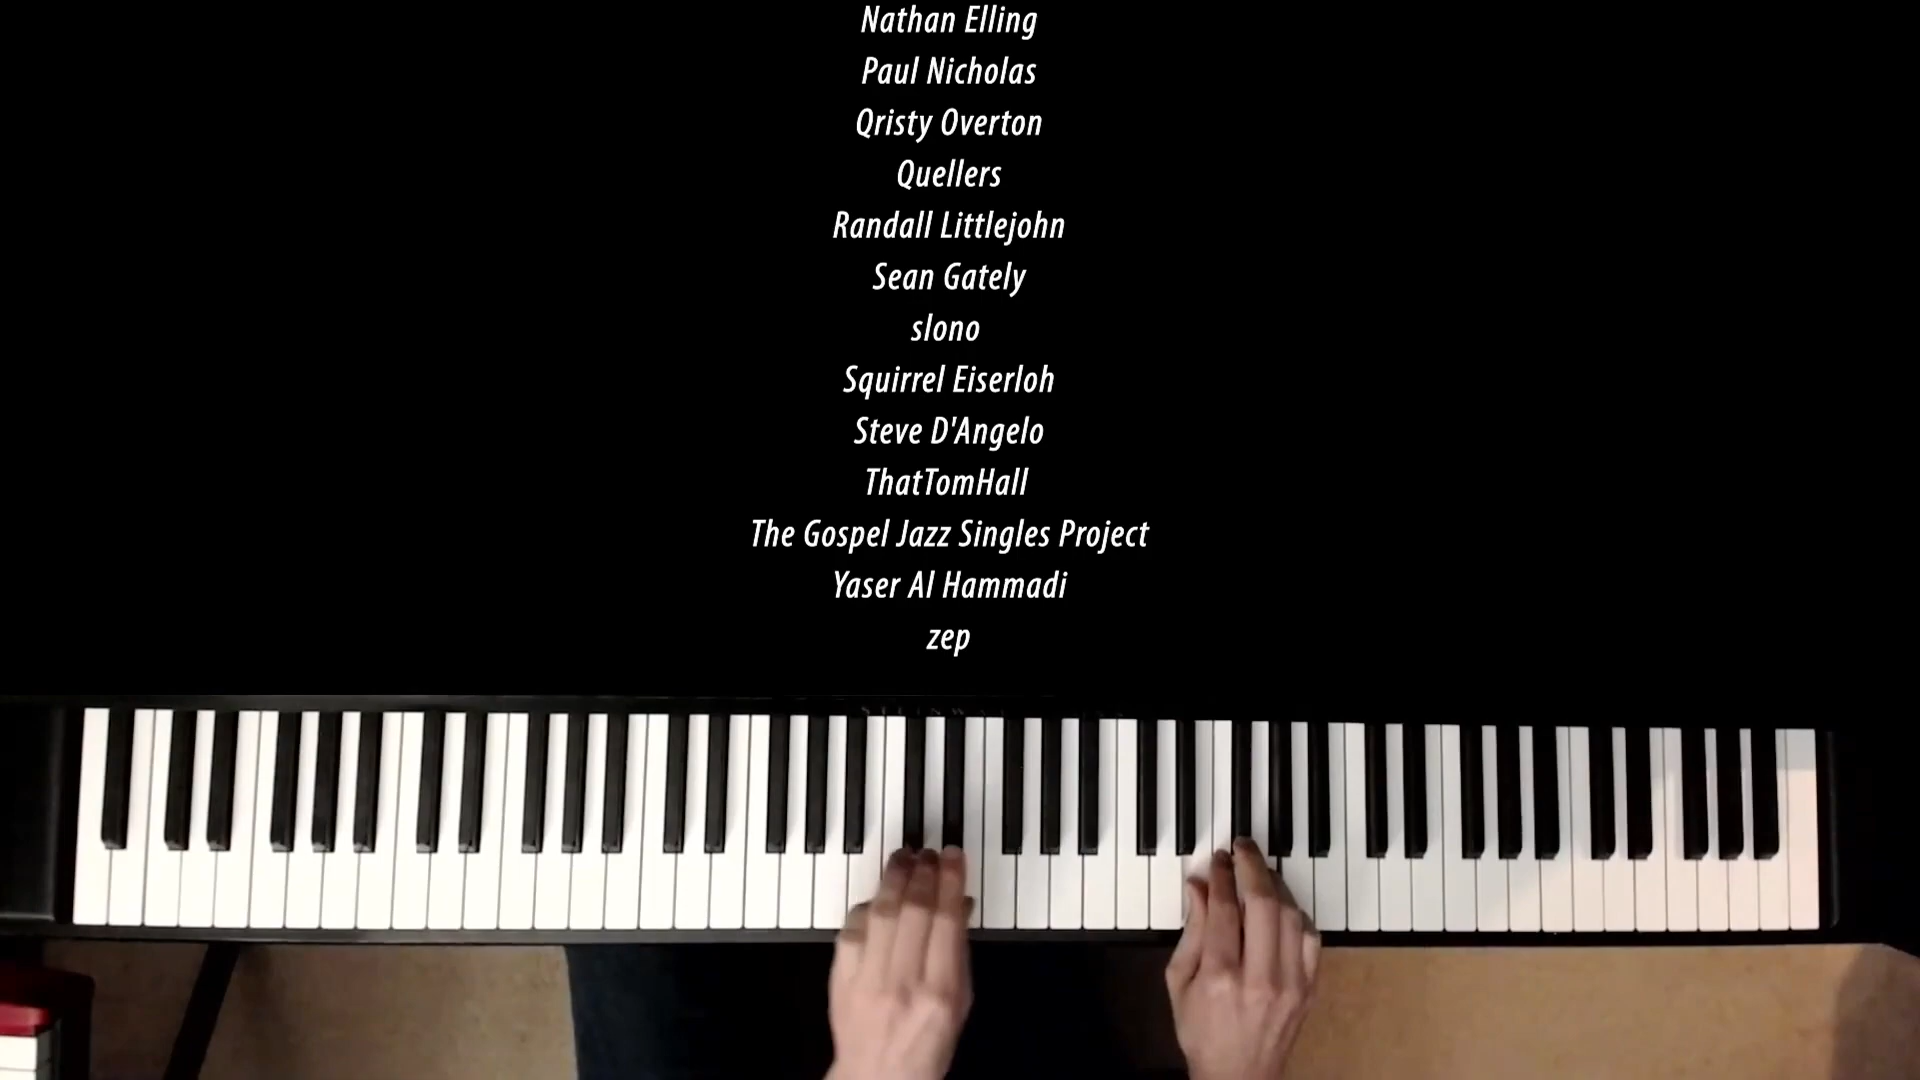 Nathan Elling
Paul Nicholas
Qristy Overton
Quellers
Randall Littlejohn
Sean Gately
slono
Squirrel Eiserloh
Steve D'Angelo
ThatTomHall
The Gospel Jazz Singles Project
Yaser Al Hammadi
zep